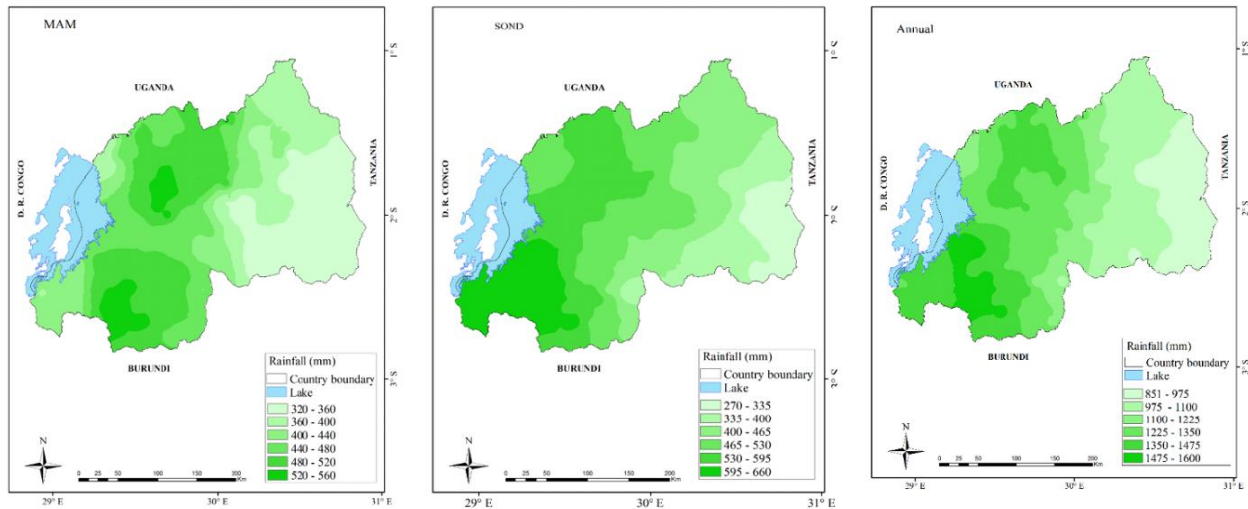 MAM
UGANDA
D. R. CONGO
TANZANIA
BURUNDI
1° S
2° S
3° S
Rainfall (mm)
Country boundary
Lake
320 - 360
360 - 400
400 - 440
440 - 480
480 - 520
520 - 560
N
0 25 50 100 150 200
Km
29° E
30° E
31° E
SOND
UGANDA
D. R. CONGO
TANZANIA
BURUNDI
1° S
2° S
3° S
Rainfall (mm)
Country boundary
Lake
270 - 335
335 - 400
400 - 465
465 - 530
530 - 595
595 - 660
N
0 25 50 100 150 200
Km
29° E
30° E
31° E
Annual
UGANDA
D. R. CONGO
TANZANIA
BURUNDI
1° S
2° S
3° S
Rainfall (mm)
Country boundary
Lake
851 - 975
975 - 1100
1100 - 1225
1225 - 1350
1350 - 1475
1475 - 1600
N
0 25 50 100 150 200
Km
29° E
30° E
31° E